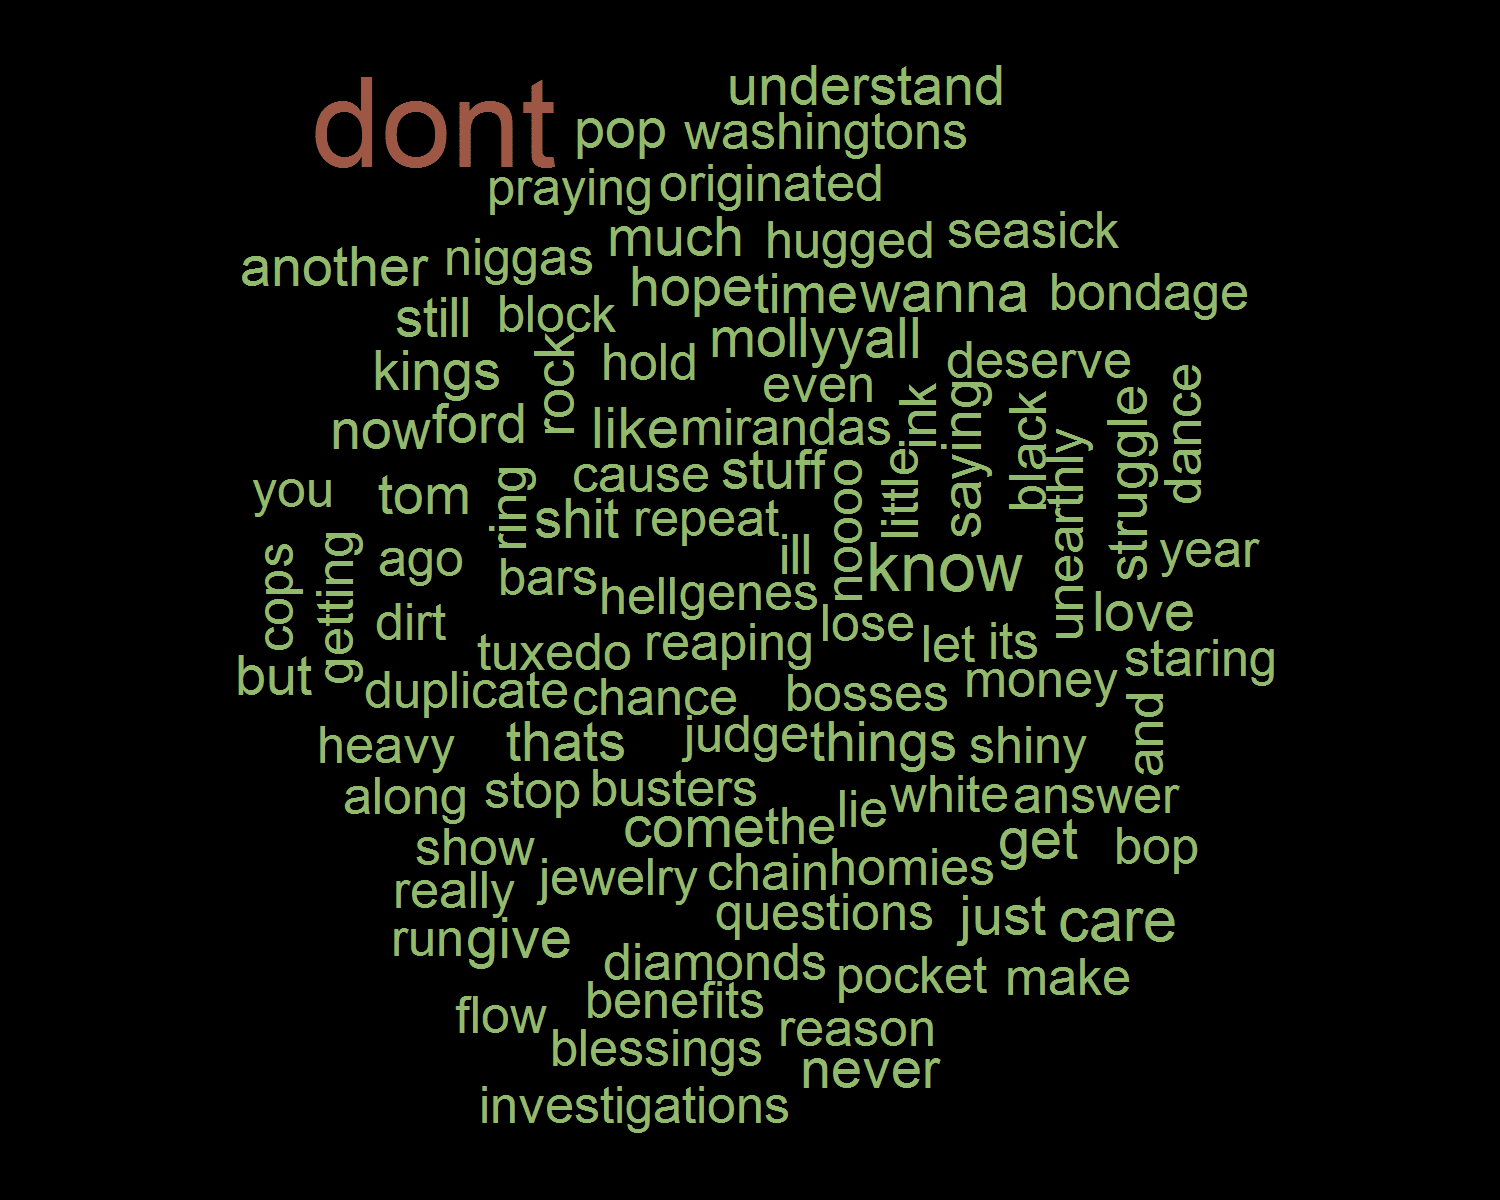 understand
dont pop washingtons
praying originated
much hugged seasick
another niggas
hope time wanna bondage
still block
molly yall
kings rock hold deserve
even
now ford like mirandas ink saying black dance
struggle
unearthly
cause stuff little
you tom ring noooo
shit repeat
cops getting ago ill know year
bars hell genes
dirt lose love
tuxedo reaping let its
but staring
duplicate chance bosses money
and
heavy thats judge things shiny
along stop busters lie white answer
show come the get bop
really jewelry chain homies
questions just care
run give
diamonds pocket make
flow benefits
blessings reason
never
investigations